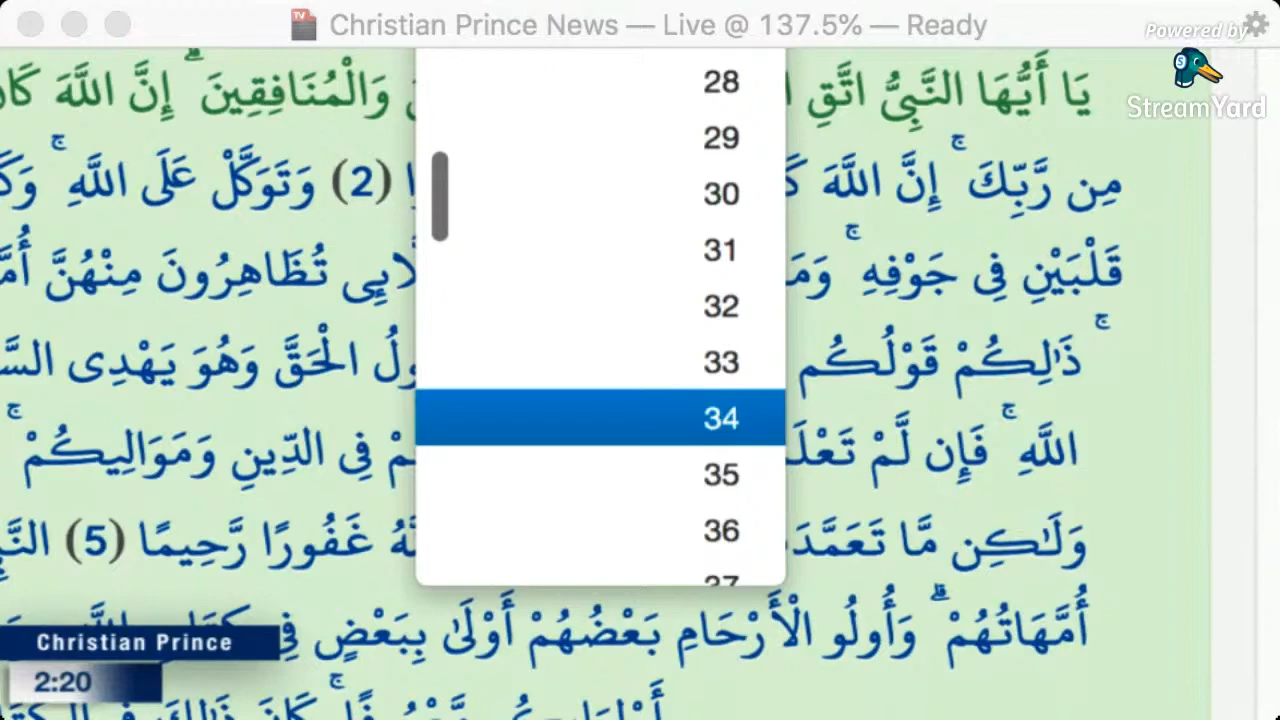 Christian Prince News — Live @ 137.5% — Ready
Powered by
StreamYard
يَا أَيُّهَا النَّبِيُّ اتَّقِ
وَالْمُنَافِقِينَ ۗ إِنَّ اللَّهَ كَانَ
مِن رَّبِّكَ ۚ إِنَّ اللَّهَ
(2) وَتَوَكَّلْ عَلَى اللَّهِ ۚ
قَلْبَيْنِ فِى جَوْفِهِ ۚ
تُظَاهِرُونَ مِنْهُنَّ
ۚ ذَٰلِكُمْ قَوْلُكُم
الْحَقَّ وَهُوَ يَهْدِى
اللَّهِ ۚ فَإِن لَّمْ
فِى الدِّينِ وَمَوَالِيكُمْ ۚ
وَلَـٰكِن مَّا
غَفُورًا رَّحِيمًا (5)
أُمَّهَاتُهُمْ ۗ وَأُولُو الْأَرْحَامِ بَعْضُهُمْ أَوْلَىٰ بِبَعْضٍ فِى
28
29
30
31
32
33
34
35
36
37
Christian Prince
2:20